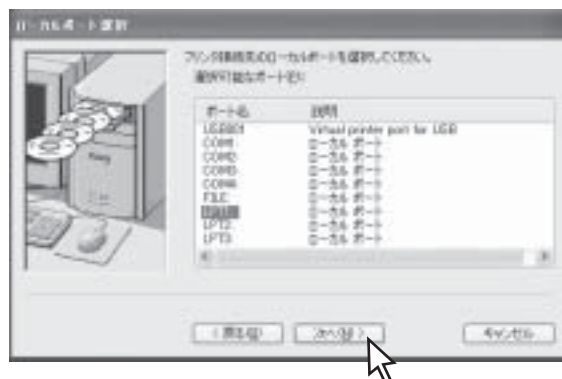 ローカルポート選択
プリンタ接続先のローカルポートを選択してください。
選択可能なポート(E):
ポート名 説明
USB001 Virtual printer port for USB
COM1: ローカル ポート
COM2: ローカル ポート
COM3: ローカル ポート
COM4: ローカル ポート
FILE: ローカル ポート
LPT1: ローカル ポート
LPT2: ローカル ポート
LPT3: ローカル ポート
< 戻る(B) 次へ(N) > キャンセル